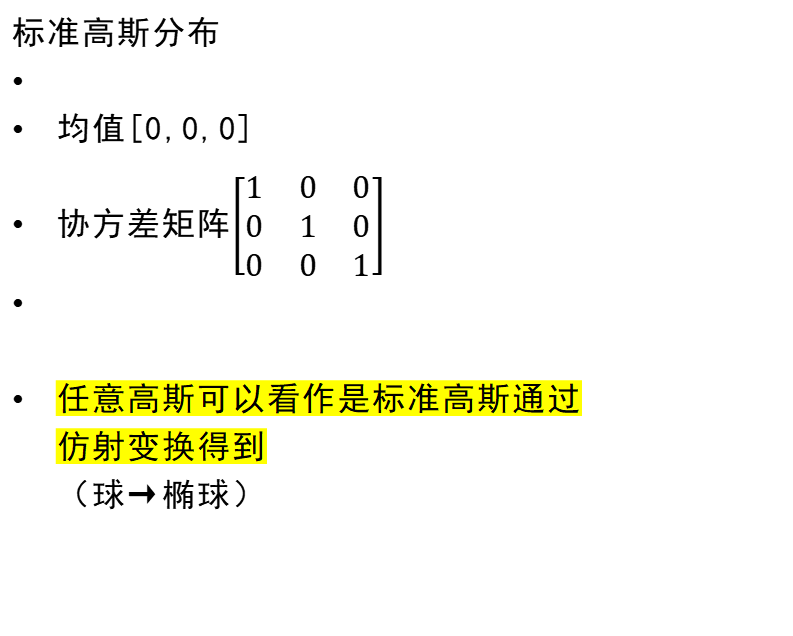 标准高斯分布
•
• 均值[0,0,0]
• 协方差矩阵
1 0 0
0 1 0
0 0 1
•
• 任意高斯可以看作是标准高斯通过
仿射变换得到
（球→椭球）